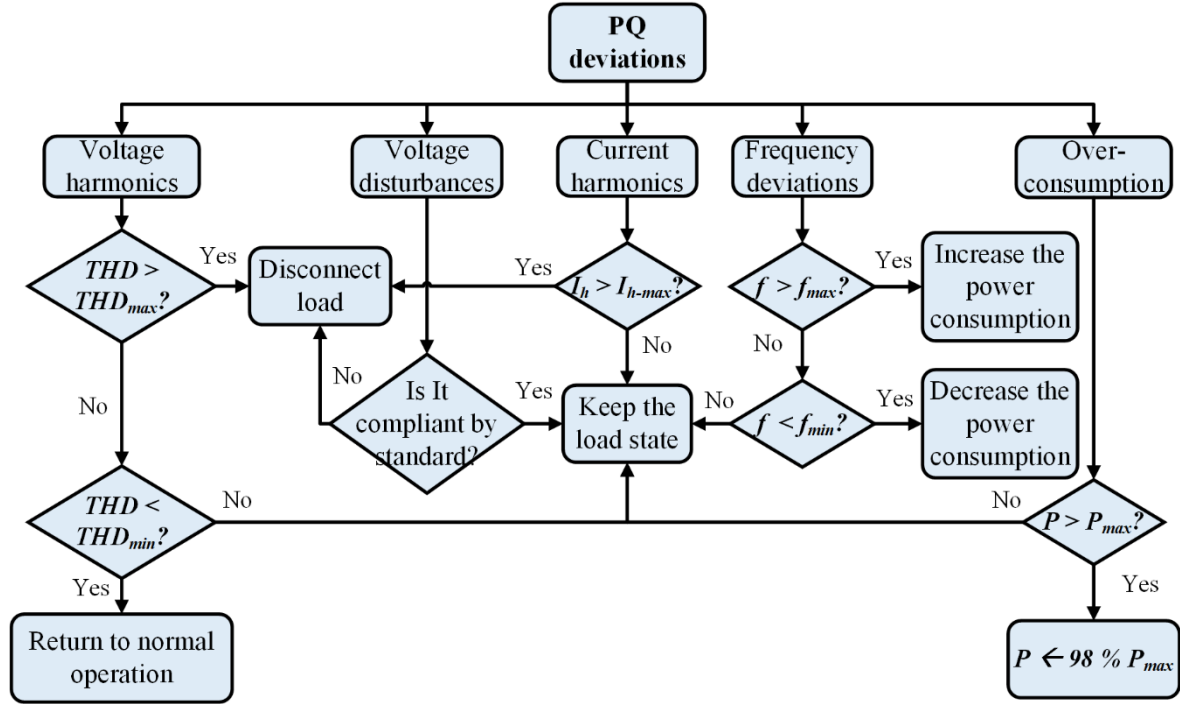 PQ
deviations
Voltage
harmonics
Voltage
disturbances
Current
harmonics
Frequency
deviations
Over-
consumption
THD >
THDmax?
Yes
Disconnect
load
Yes
Ih > Ih-max?
f > fmax?
Yes
Increase the
power
consumption
No
No
No
No
Is It
compliant by
standard?
Yes
Keep the
load state
No
f < fmin?
Yes
Decrease the
power
consumption
THD <
THDmin?
No
No
P > Pmax?
Yes
Yes
Return to normal
operation
P ← 98 % Pmax